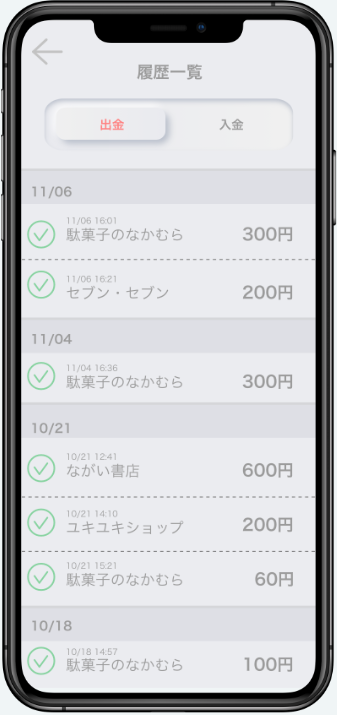 履歴一覧
出金
入金
11/06
11/06 16:01
駄菓子のなかむら
300円
11/06 16:21
セブン・セブン
200円
11/04
11/04 16:36
駄菓子のなかむら
300円
10/21
10/21 12:41
ながい書店
600円
10/21 14:10
ユキユキショップ
200円
10/21 15:21
駄菓子のなかむら
60円
10/18
10/18 14:57
駄菓子のなかむら
100円